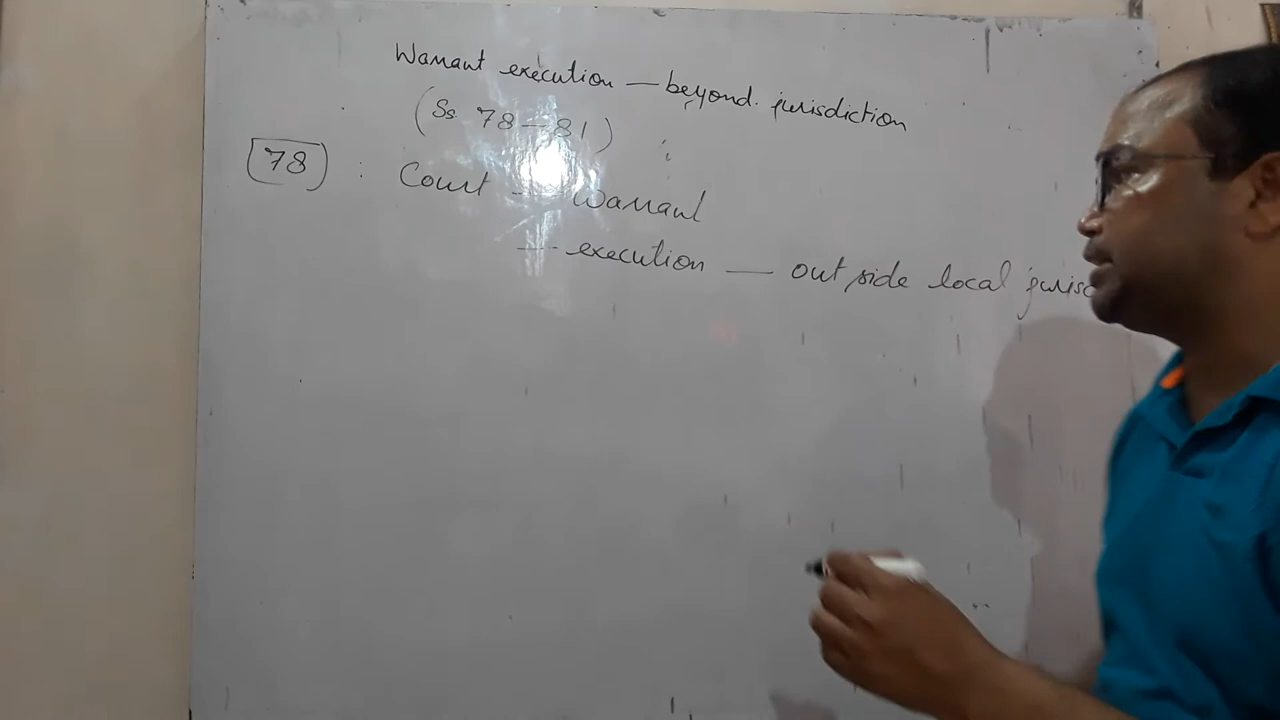 Warrant execution — beyond jurisdiction
(Ss. 78 – 81)
78 : Court — Warrant
— execution — outside local